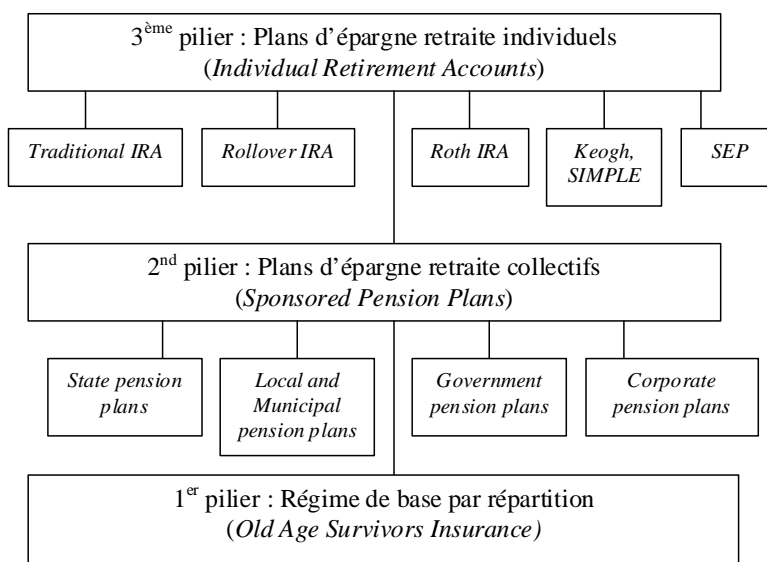 3ème pilier : Plans d'épargne retraite individuels
(Individual Retirement Accounts)
Traditional IRA
Rollover IRA
Roth IRA
Keogh,
SIMPLE
SEP
2nd pilier : Plans d'épargne retraite collectifs
(Sponsored Pension Plans)
State pension
plans
Local and
Municipal
pension plans
Government
pension plans
Corporate
pension plans
1er pilier : Régime de base par répartition
(Old Age Survivors Insurance)